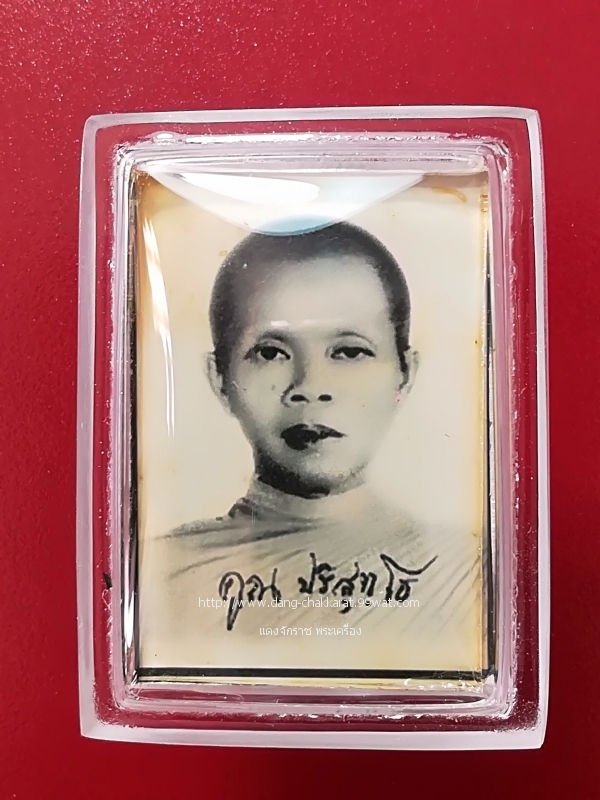 คูณ ปริสุทฺโธ
http://www.dang-chakkarat.99wat.com
แดงจักราช พระเครื่อง